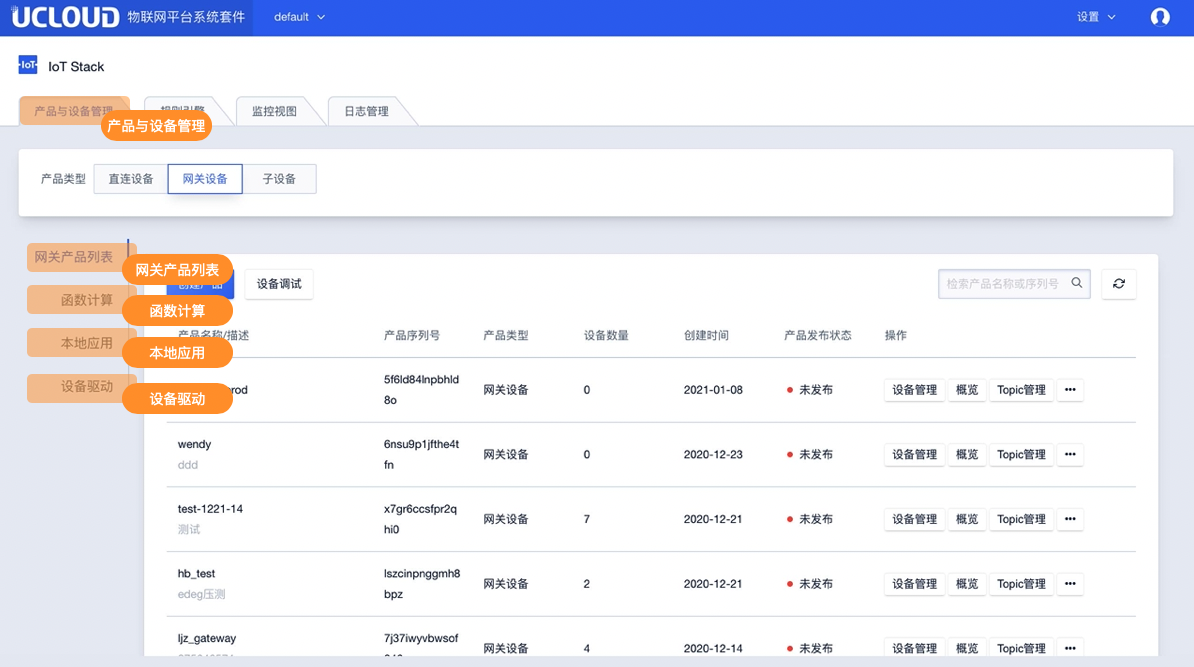 UCLOUD 物联网平台系统套件 default 设置
IoT IoT Stack
产品与设备管理 规则引擎 监控视图 日志管理
产品与设备管理
产品类型 直连设备 网关设备 子设备
网关产品列表
网关产品列表
创建产品 设备调试 检索产品名称或序列号
函数计算
函数计算
产品名称/描述 产品序列号 产品类型 设备数量 创建时间 产品发布状态 操作
本地应用
本地应用
设备驱动
设备驱动
rod 5f6ld84lnpbhld 网关设备 0 2021-01-08 未发布 设备管理 概览 Topic管理 •••
8o
wendy 6nsu9p1jfthe4t 网关设备 0 2020-12-23 未发布 设备管理 概览 Topic管理 •••
ddd fn
test-1221-14 x7gr6ccsfpr2q 网关设备 7 2020-12-21 未发布 设备管理 概览 Topic管理 •••
测试 hi0
hb_test lszcinpnggmh8 网关设备 2 2020-12-21 未发布 设备管理 概览 Topic管理 •••
edeg压测 bpz
ljz_gateway 7j37iwyvbwsof 网关设备 4 2020-12-14 未发布 设备管理 概览 Topic管理 •••